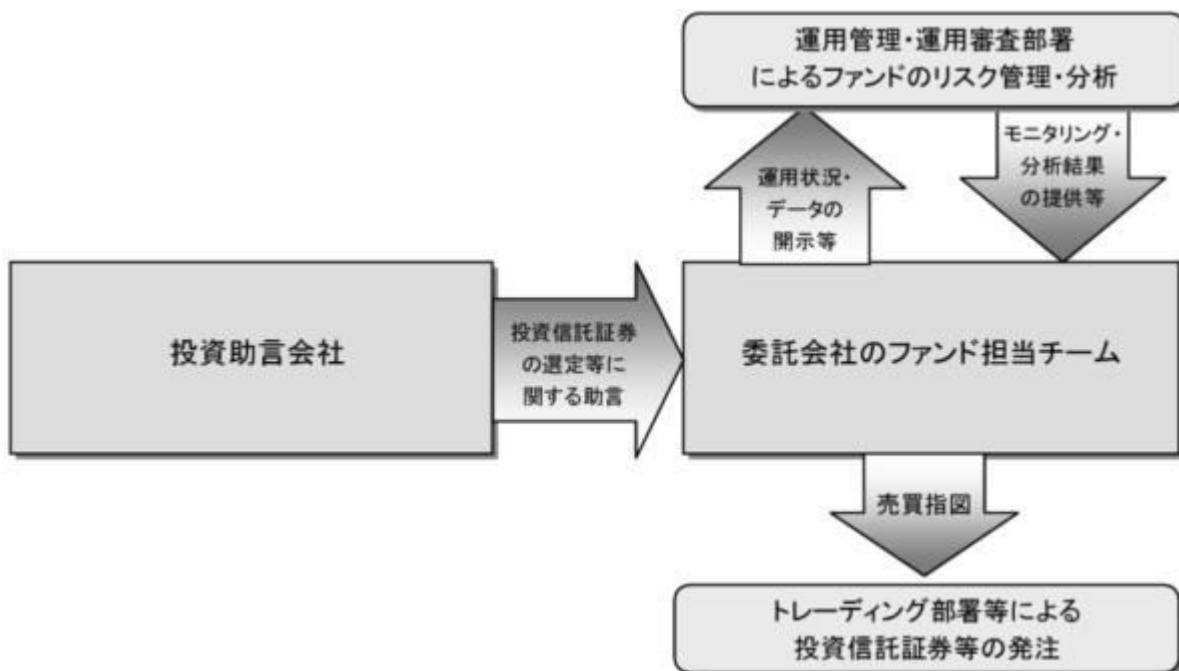 運用管理・運用審査部署
によるファンドのリスク管理・分析
運用状況・
データの
開示等
モニタリング・
分析結果
の提供等
投資助言会社
投資信託証券
の選定等に
関する助言
委託会社のファンド担当チーム
売買指図
トレーディング部署等による
投資信託証券等の発注